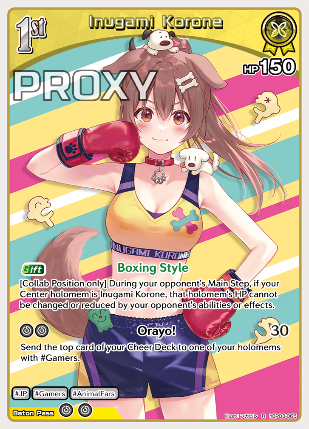 Inugami Korone
1st
HP150
PROXY
INUGAMI KORONE
Gift
Boxing Style
[Collab Position only] During your opponent's Main Step, if your
Center holomem is Inugami Korone, that holomem's HP cannot
be changed or reduced by your opponent's abilities or effects.
Orayo! 30
Send the top card of your Cheer Deck to one of your holomems
with #Gamers.
#JP #Gamers #AnimalEars
Baton Pass